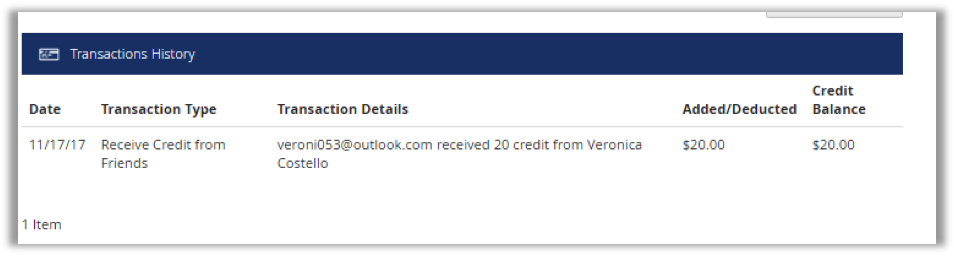 Transactions History
Credit
Date Transaction Type Transaction Details Added/Deducted Balance
11/17/17 Receive Credit from veroni053@outlook.com received 20 credit from Veronica $20.00 $20.00
Friends Costello
1 Item